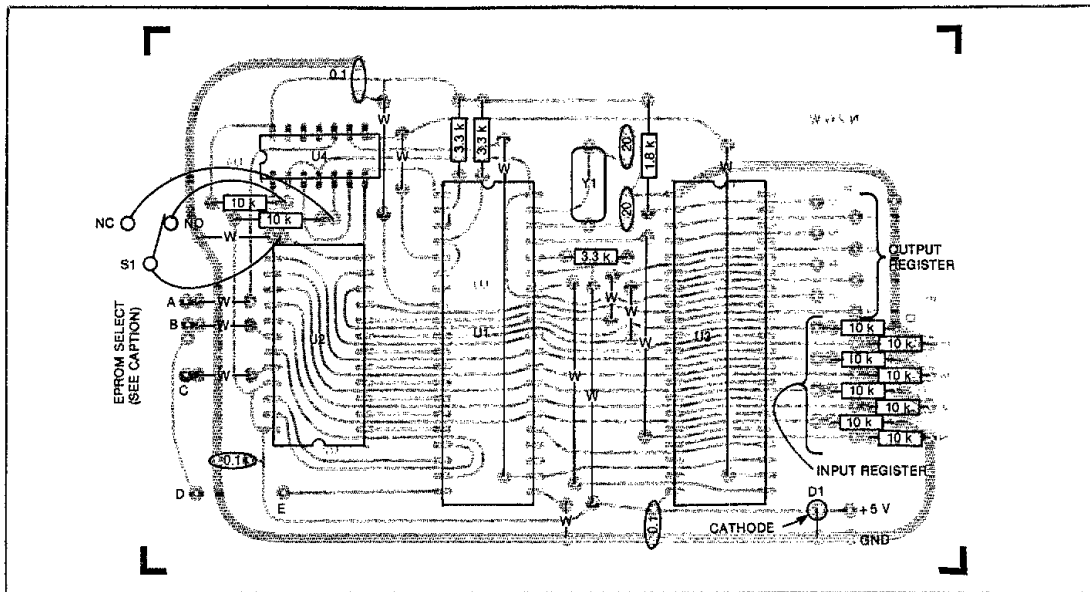 0.1
U4
W
W
3.3 k
3.3 k
W
20
1.8 k
W
Y1
20
10 k
10 k
NC
NO
W
S1
3.3 k
OUTPUT
REGISTER
A
W
B
W
C
W
EPROM SELECT
(SEE CAPTION)
U2
U1
W
W
W
U3
W
W
10 k
10 k
10 k
10 k
10 k
10 k
10 k
10 k
INPUT REGISTER
0.1
D
E
W
0.1
D1
CATHODE
+5 V
GND